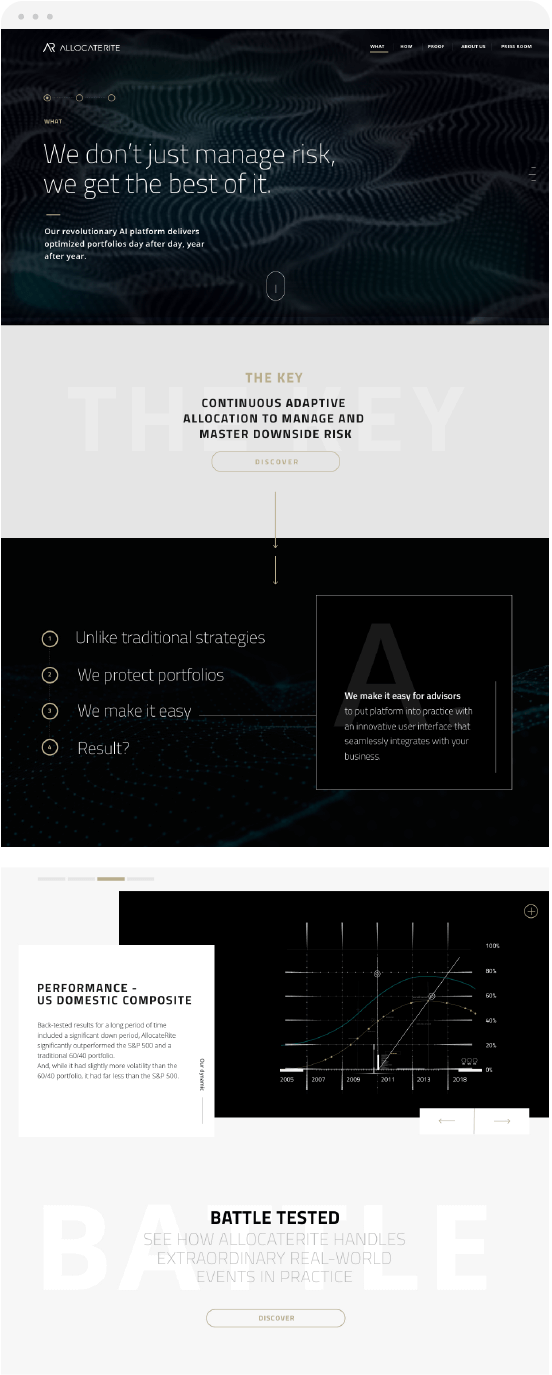 AR ALLOCATERITE
WHAT HOW PROOF ABOUT US PRESS ROOM
WHAT
We don't just manage risk,
we get the best of it.
Our revolutionary AI platform delivers
optimized portfolios day after day, year
after year.
THE KEY
THE KEY
CONTINUOUS ADAPTIVE
ALLOCATION TO MANAGE AND
MASTER DOWNSIDE RISK
DISCOVER
1 Unlike traditional strategies
2 We protect portfolios
3 We make it easy
4 Result?
A.
We make it easy for advisors
to put platform into practice with
an innovative user interface that
seamlessly integrates with your
business.
PERFORMANCE -
US DOMESTIC COMPOSITE
Back-tested results for a long period of time
included a significant down period, AllocateRite
significantly outperformed the S&P 500 and a
traditional 60/40 portfolio.
And, while it had slightly more volatility than the
60/40 portfolio, it had far less than the S&P 500.
Our dynamic
100%
80%
60%
40%
20%
0%
2005 2007 2009 2011 2013 2018
BATTLE
BATTLE TESTED
SEE HOW ALLOCATERITE HANDLES
EXTRAORDINARY REAL-WORLD
EVENTS IN PRACTICE
DISCOVER